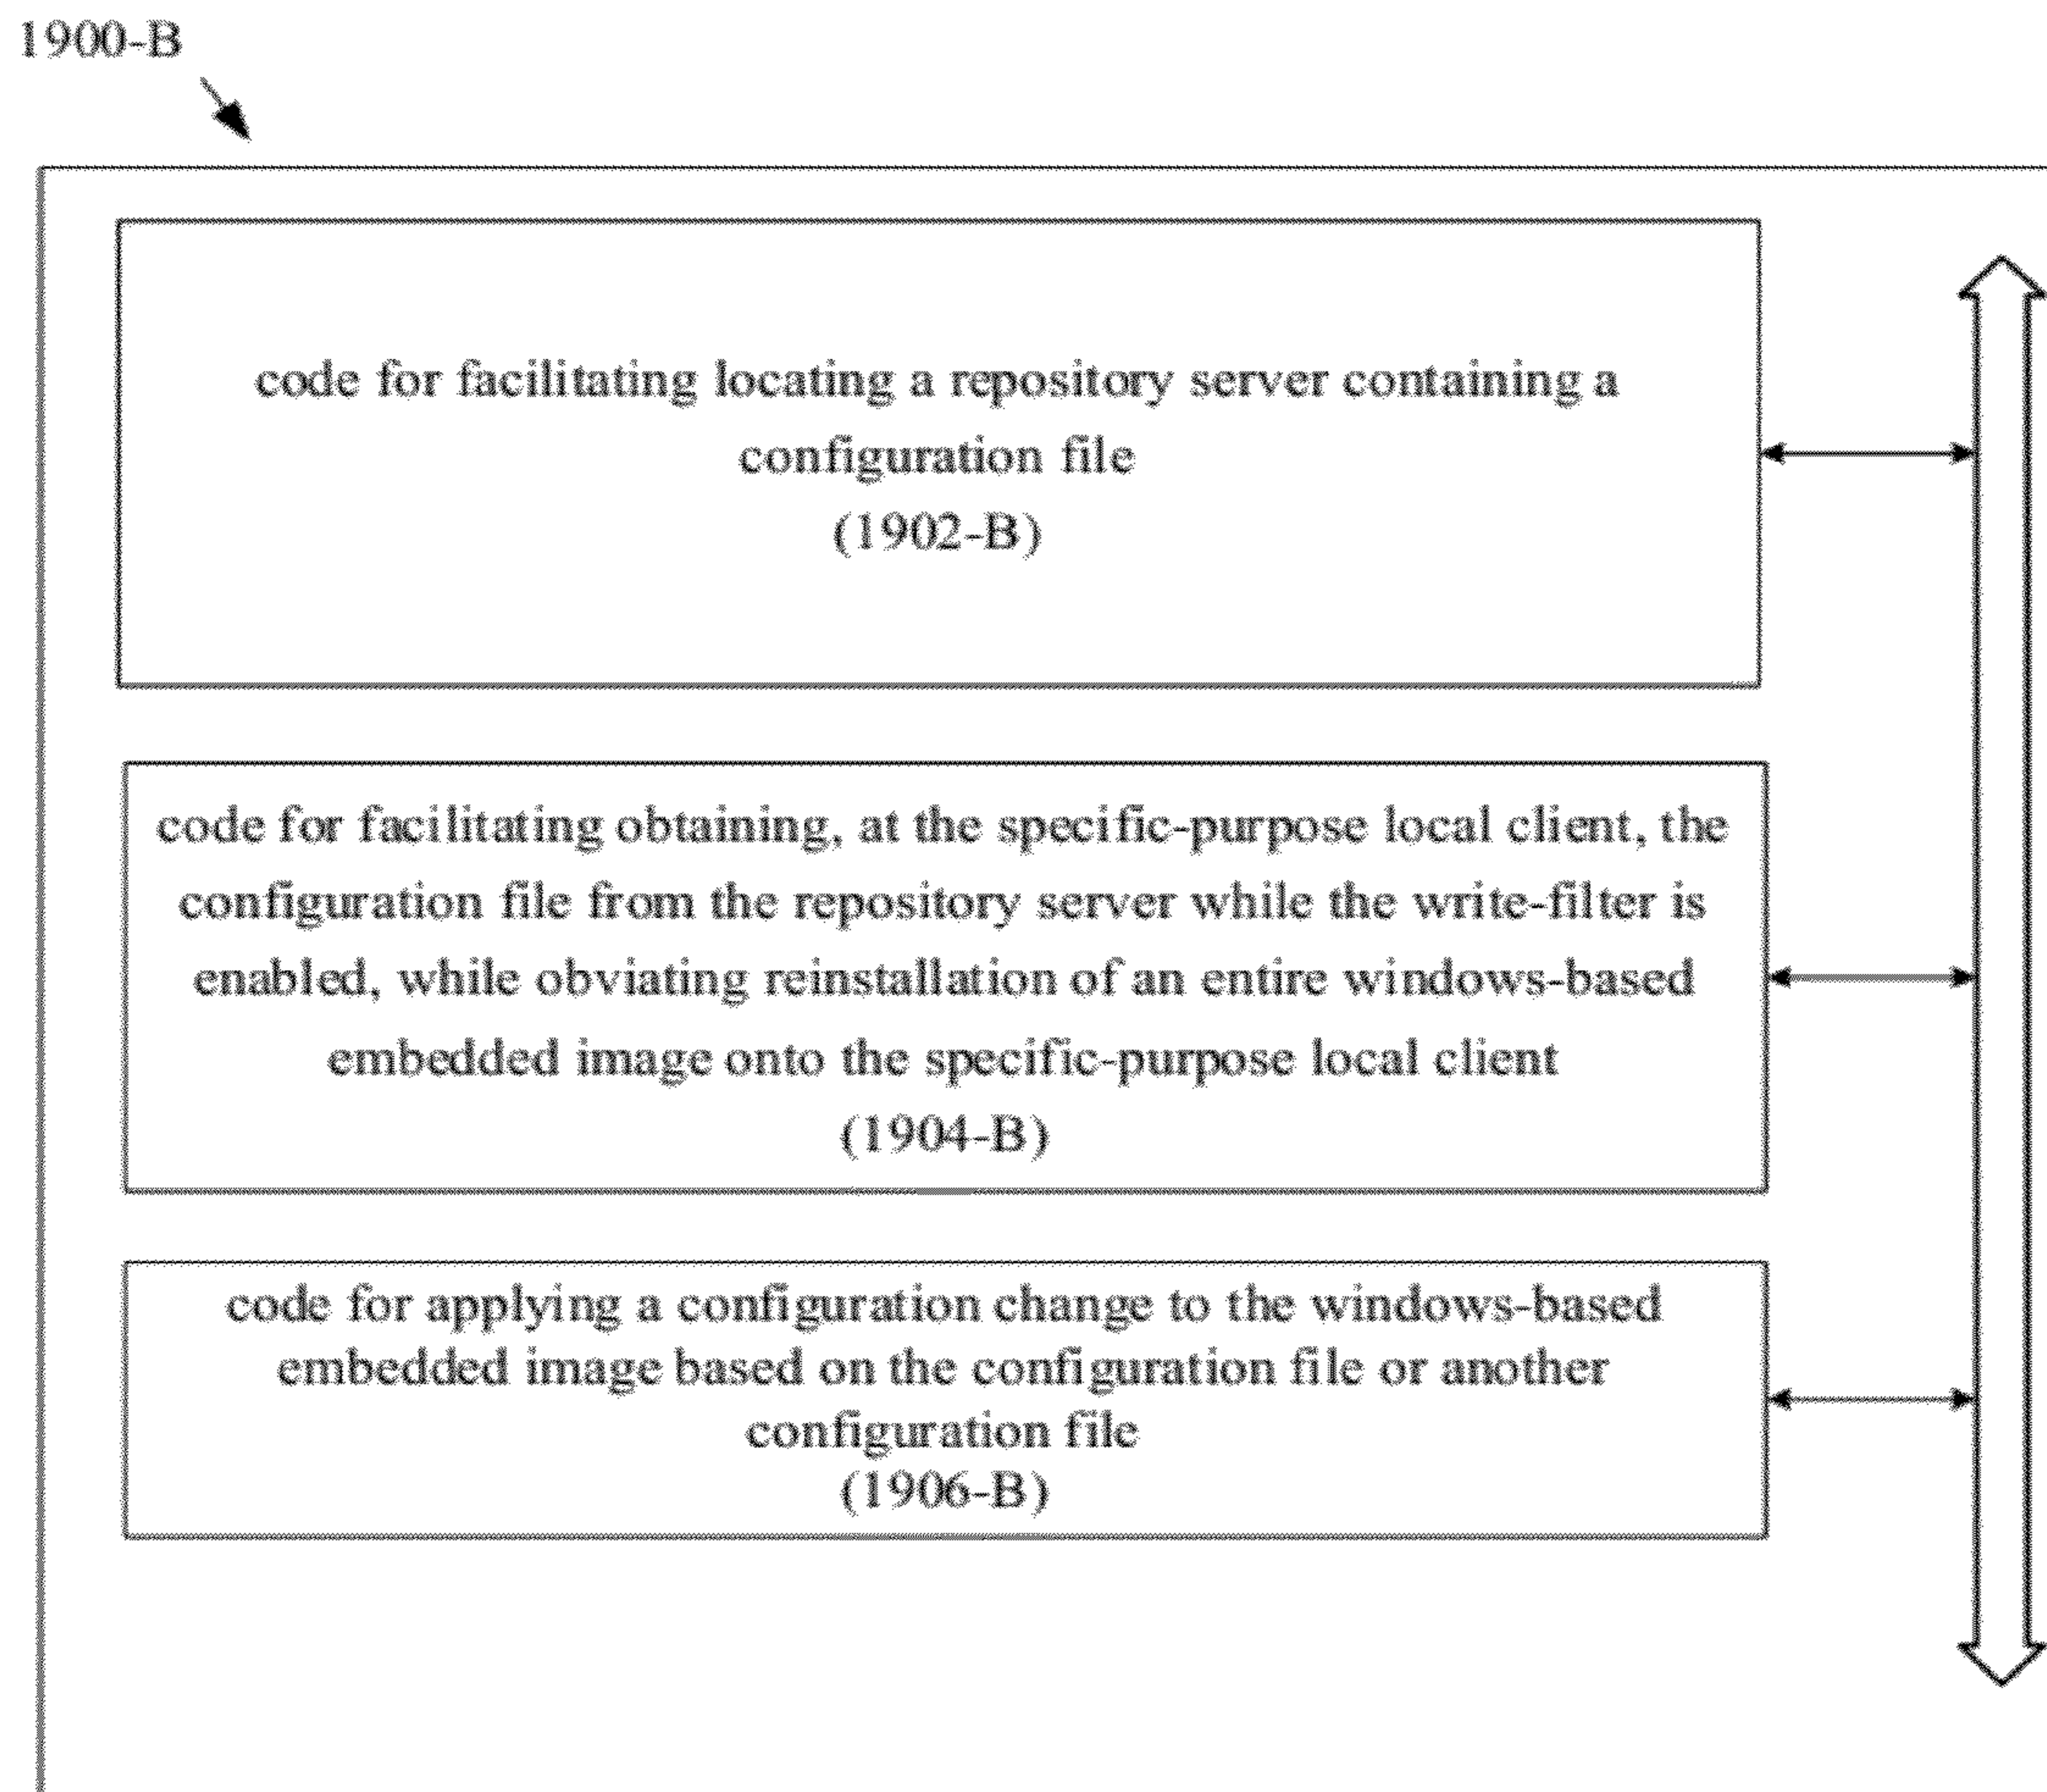 1900-B
code for facilitating locating a repository server containing a
configuration file
(1902-B)
code for facilitating obtaining, at the specific-purpose local client, the
configuration file from the repository server while the write-filter is
enabled, while obviating reinstallation of an entire windows-based
embedded image onto the specific-purpose local client
(1904-B)
code for applying a configuration change to the windows-based
embedded image based on the configuration file or another
configuration file
(1906-B)